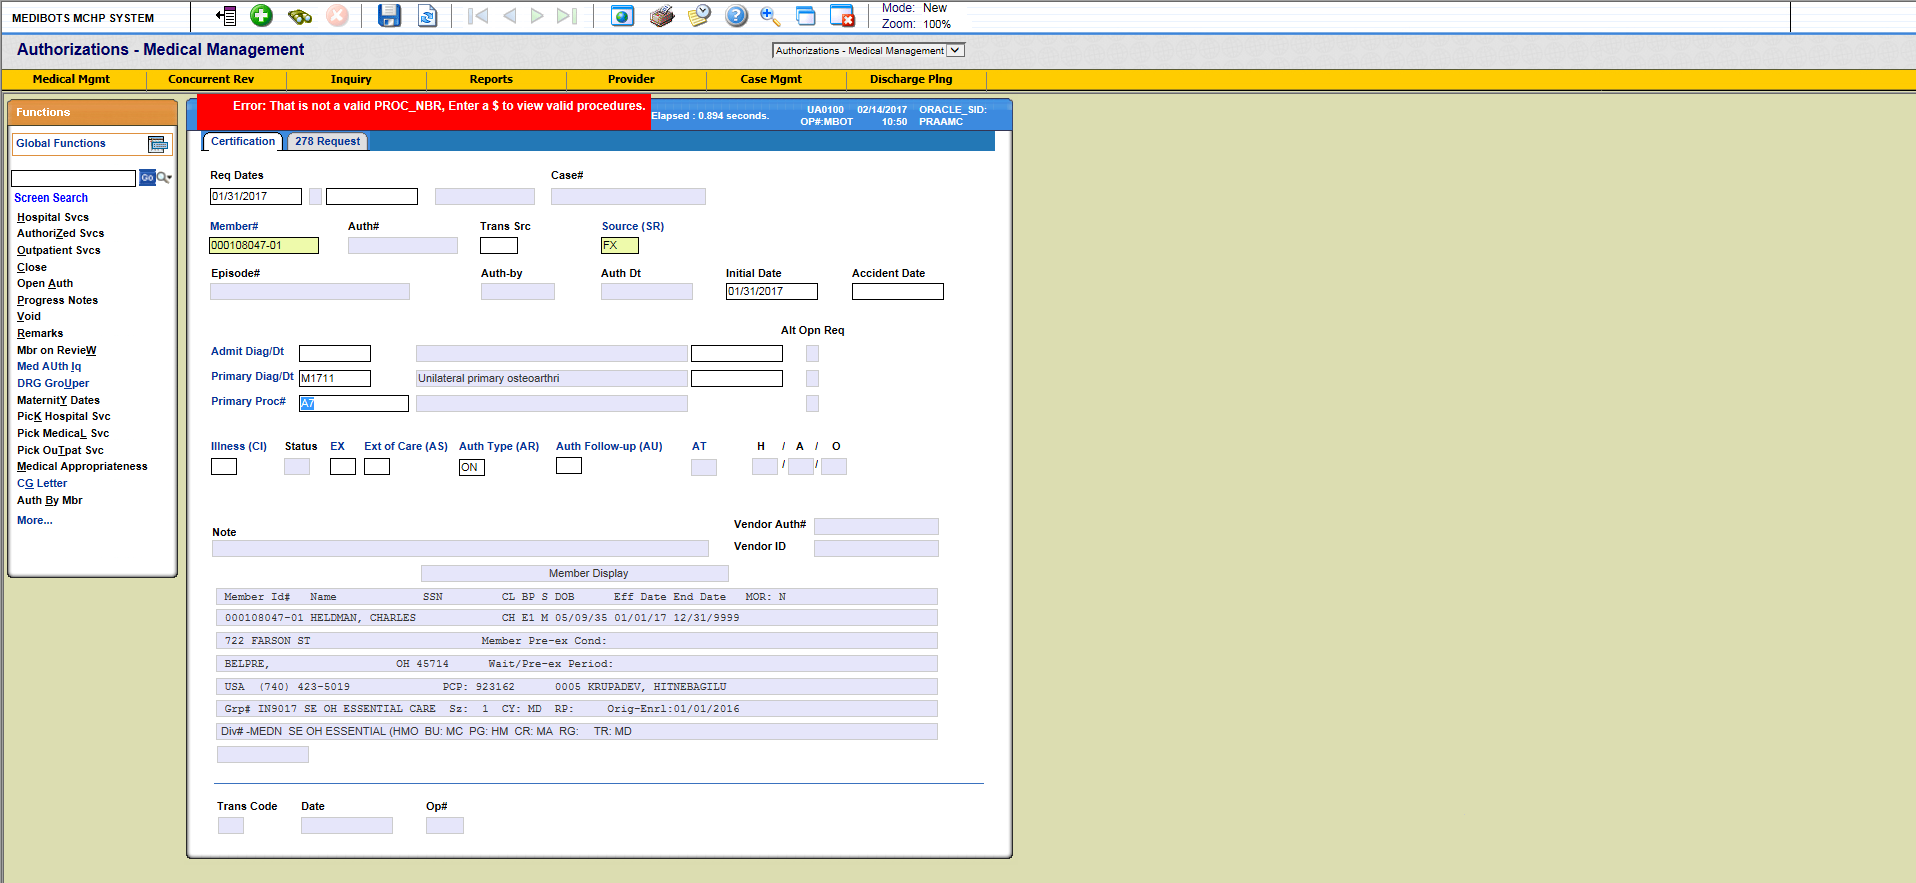 MEDIBOTS MCHP SYSTEM
Mode: New
Zoom: 100%
Authorizations - Medical Management
Authorizations - Medical Management
Medical Mgmt Concurrent Rev Inquiry Reports Provider Case Mgmt Discharge Plng
Functions
Global Functions
Go
Screen Search
Hospital Svcs
AuthoriZed Svcs
Outpatient Svcs
Close
Open Auth
Progress Notes
Void
Remarks
Mbr on RevieW
Med AUth Iq
DRG GroUper
MaternitY Dates
PicK Hospital Svc
Pick MedicaL Svc
Pick OuTpat Svc
Medical Appropriateness
CG Letter
Auth By Mbr
More...
Error: That is not a valid PROC_NBR, Enter a $ to view valid procedures.
Elapsed : 0.894 seconds.
UA0100 02/14/2017 ORACLE_SID:
OP#:MBOT 10:50 PRAAMC
Certification 278 Request
Req Dates Case#
01/31/2017
Member# Auth# Trans Src Source (SR)
000108047-01 FX
Episode# Auth-by Auth Dt Initial Date Accident Date
01/31/2017
Alt Opn Req
Admit Diag/Dt
Primary Diag/Dt M1711 Unilateral primary osteoarthri
Primary Proc# A7
Illness (CI) Status EX Ext of Care (AS) Auth Type (AR) Auth Follow-up (AU) AT H / A / O
ON / /
Vendor Auth#
Note
Vendor ID
Member Display
Member Id# Name SSN CL BP S DOB Eff Date End Date MOR: N
000108047-01 HELDMAN, CHARLES CH E1 M 05/09/35 01/01/17 12/31/9999
722 FARSON ST Member Pre-ex Cond:
BELPRE, OH 45714 Wait/Pre-ex Period:
USA (740) 423-5019 PCP: 923162 0005 KRUPADEV, HITNEBAGILU
Grp# IN9017 SE OH ESSENTIAL CARE Sz: 1 CY: MD RP: Orig-Enrl:01/01/2016
Div# -MEDN SE OH ESSENTIAL (HMO BU: MC PG: HM CR: MA RG: TR: MD
Trans Code Date Op#